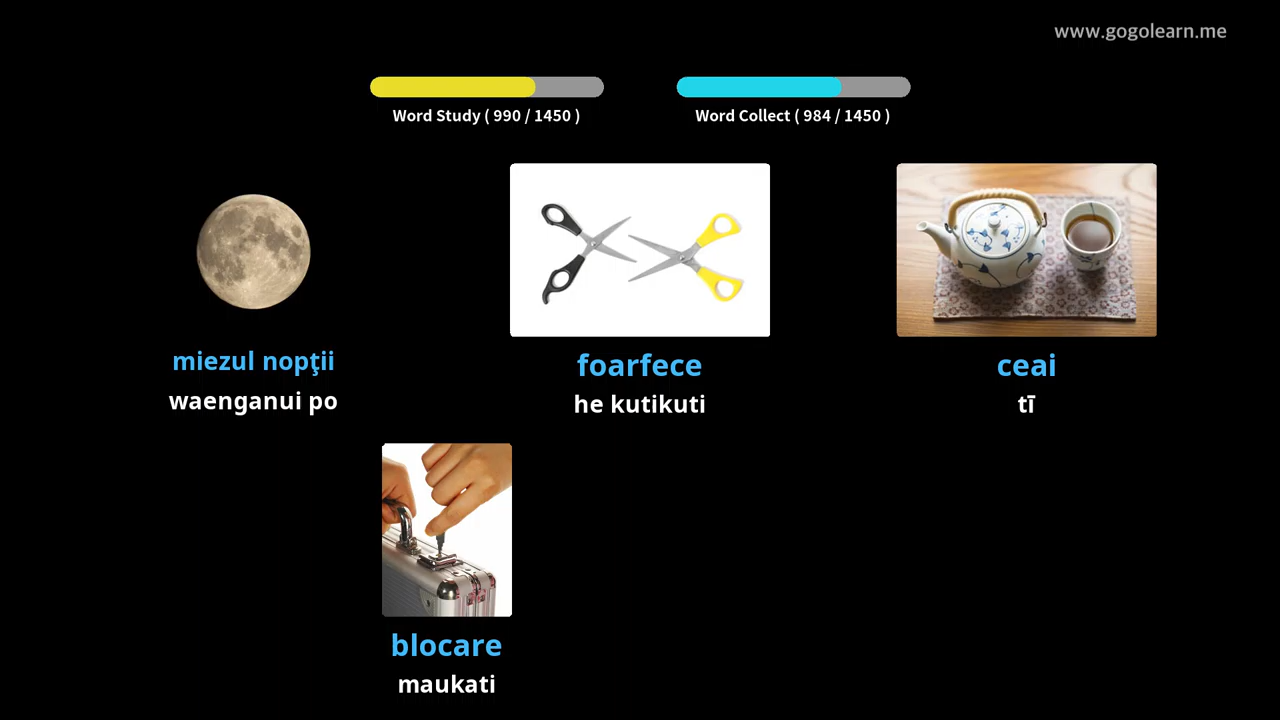 www.gogolearn.me
Word Study ( 990 / 1450 )
Word Collect ( 984 / 1450 )
miezul nopţii
waenganui po
foarfece
he kutikuti
ceai
tī
blocare
maukati